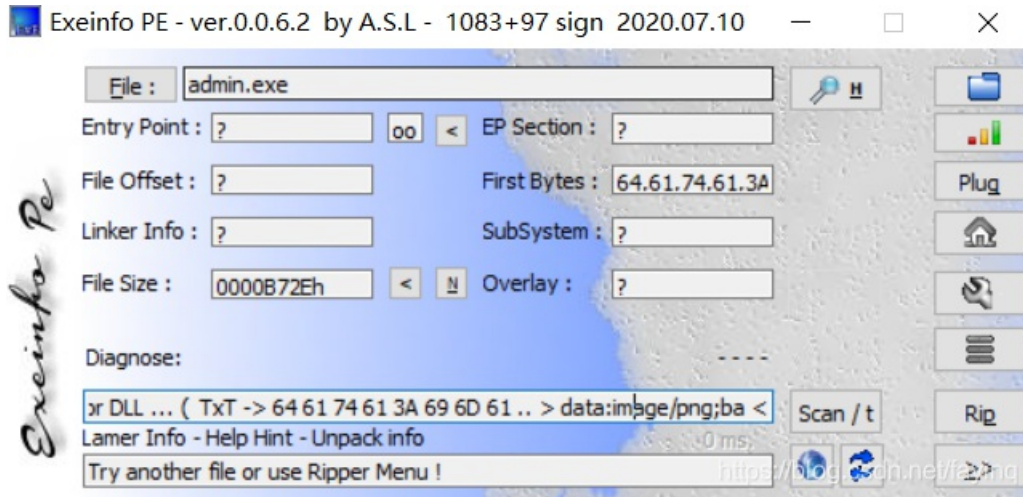 Exeinfo PE - ver.0.0.6.2 by A.S.L - 1083+97 sign 2020.07.10
File : admin.exe H
Entry Point : ? oo < EP Section : ?
File Offset : ? First Bytes : 64.61.74.61.3A Plug
Linker Info : ? SubSystem : ?
File Size : 0000B72Eh < N Overlay : ?
Diagnose: ----
or DLL ... ( TxT -> 64 61 74 61 3A 69 6D 61 .. > data:image/png;ba < Scan / t Rip
Lamer Info - Help Hint - Unpack info 0 ms.
Try another file or use Ripper Menu ! >>
Exeinfo Pe